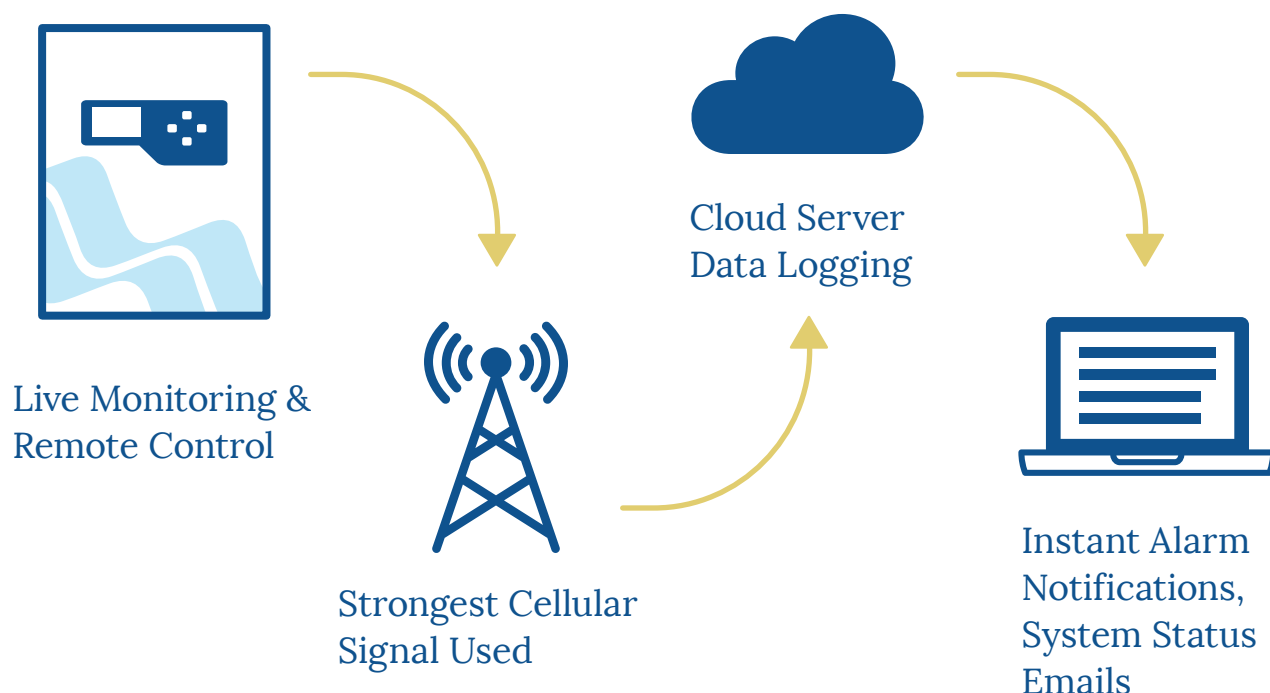 Live Monitoring &
Remote Control
Strongest Cellular
Signal Used
Cloud Server
Data Logging
Instant Alarm
Notifications,
System Status
Emails